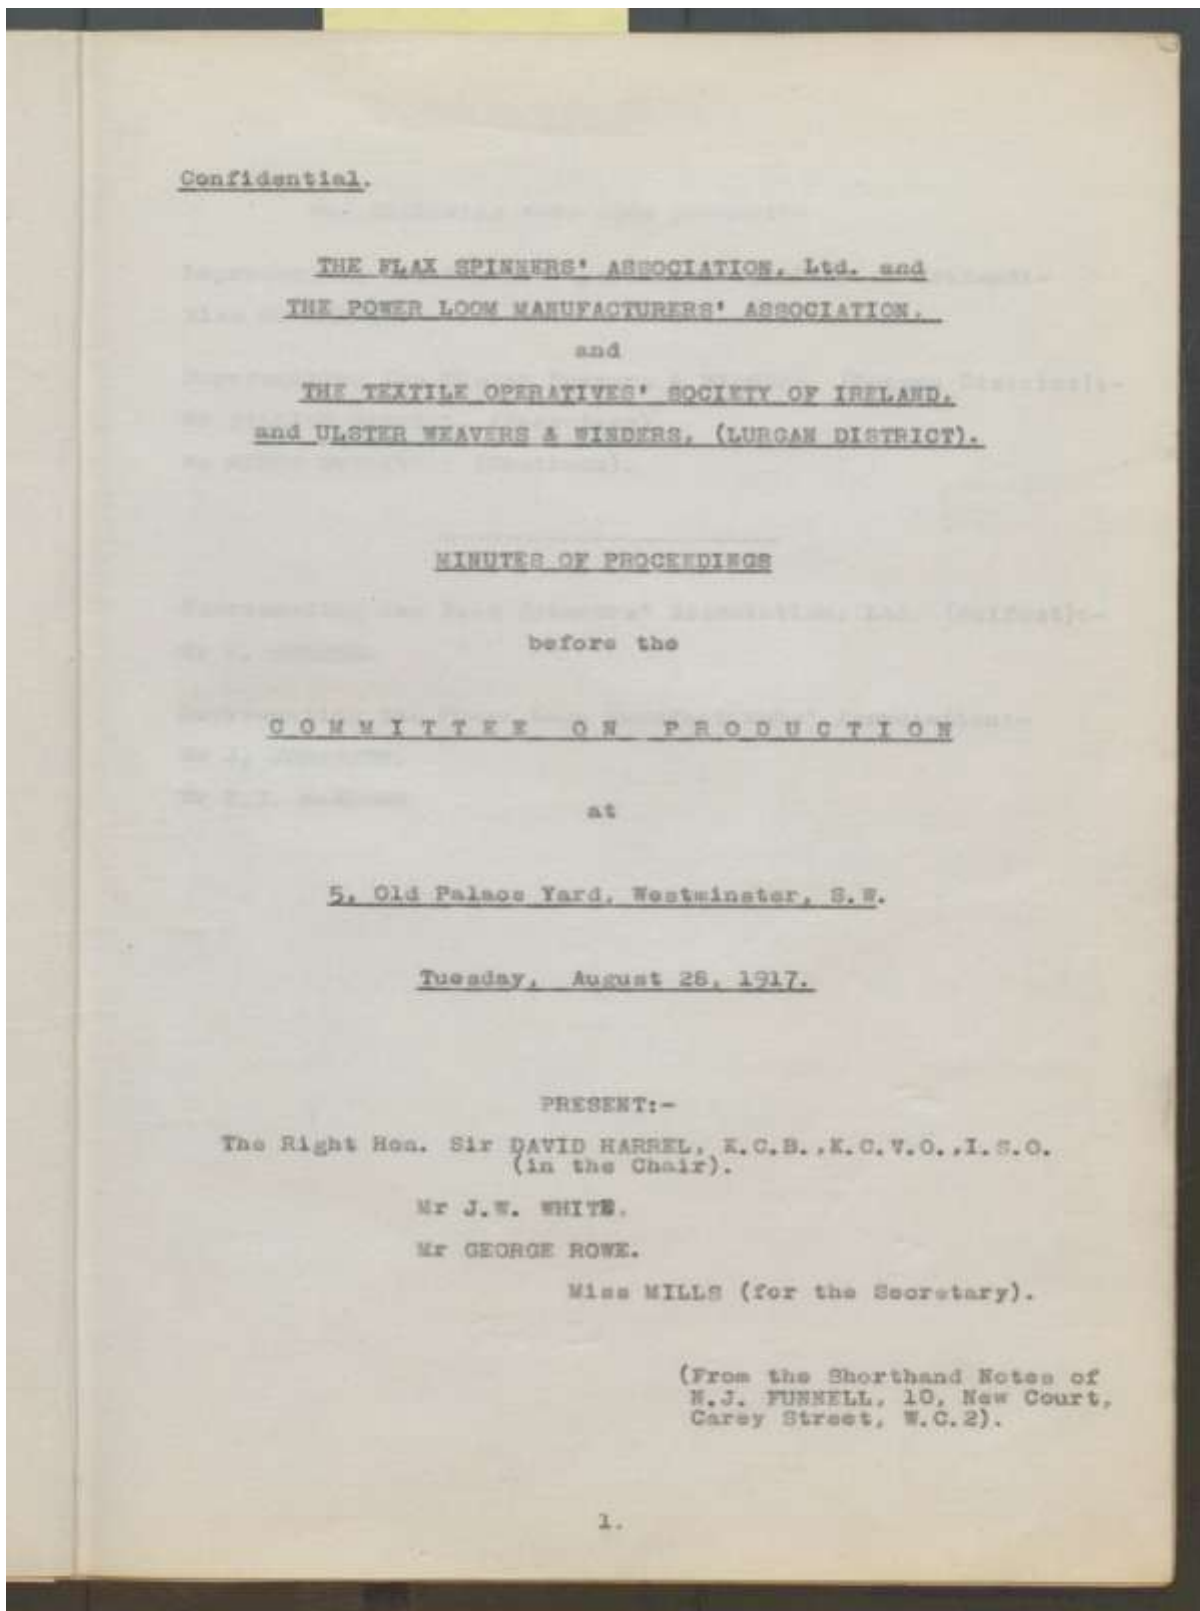 Confidential.
THE FLAX SPINNERS' ASSOCIATION, Ltd. and
THE POWER LOOM MANUFACTURERS' ASSOCIATION.
and
THE TEXTILE OPERATIVES' SOCIETY OF IRELAND,
and ULSTER WEAVERS & WINDERS, (LURGAN DISTRICT).
MINUTES OF PROCEEDINGS
before the
COMMITTEE ON PRODUCTION
at
5, Old Palace Yard, Westminster, S.W.
Tuesday, August 28, 1917.
PRESENT:-
The Right Hon. Sir DAVID HARREL, K.C.B.,K.C.V.O.,I.S.O.
(in the Chair).
Mr J.W. WHITE.
Mr GEORGE ROWE.
Miss MILLS (for the Secretary).
(From the Shorthand Notes of
N.J. FUNNELL, 10, New Court,
Carey Street, W.C.2).
1.